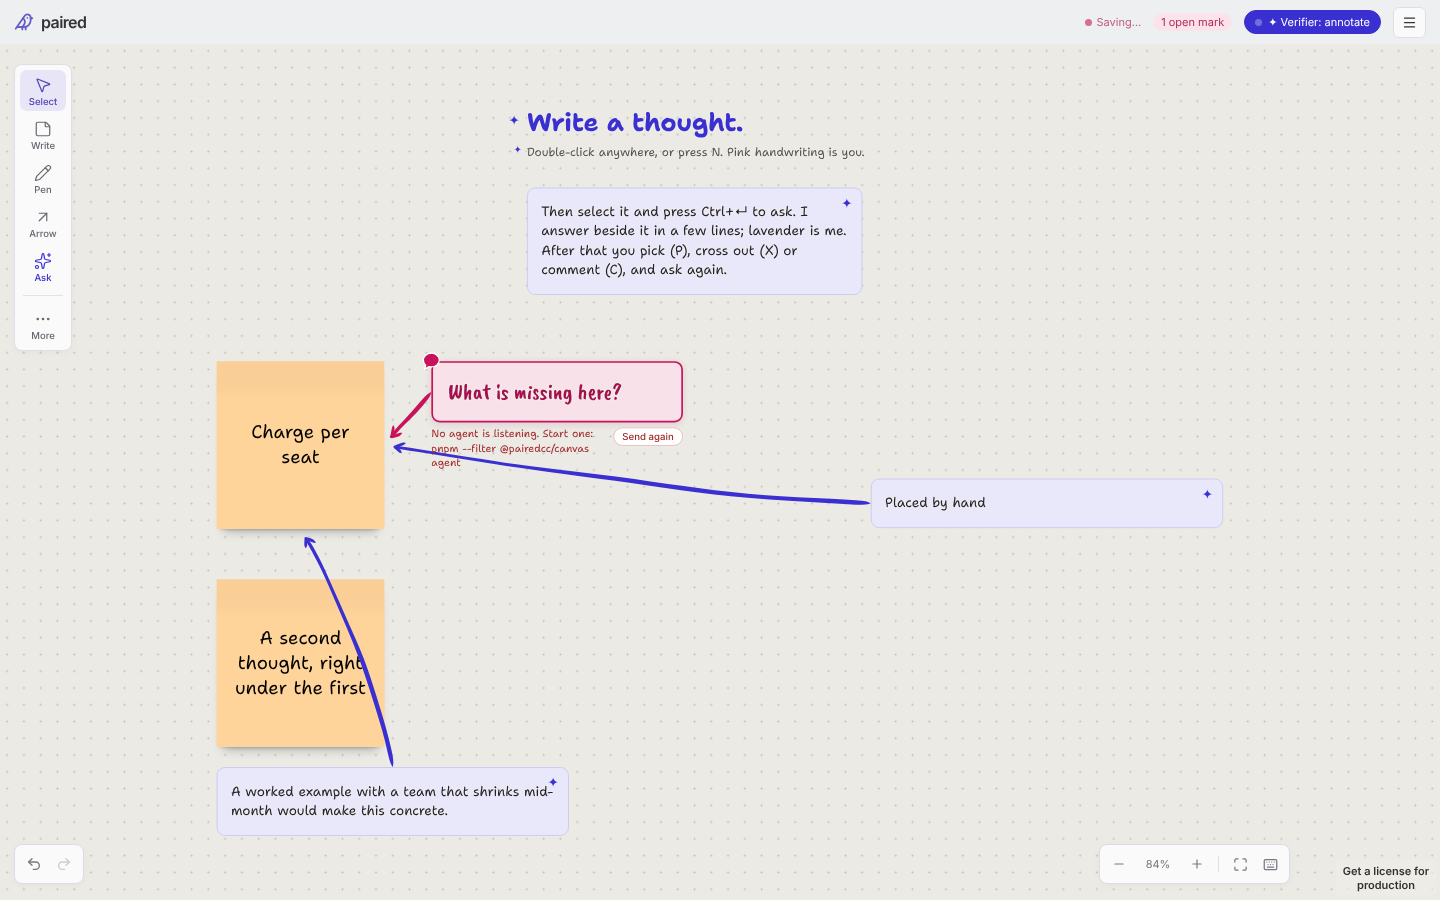 paired
Saving...
1 open mark
✦ Verifier: annotate
Select
Write
Pen
Arrow
Ask
More
Write a thought.
Double-click anywhere, or press N. Pink handwriting is you.
Then select it and press Ctrl+↵ to ask. I
answer beside it in a few lines; lavender is me.
After that you pick (P), cross out (X) or
comment (C), and ask again.
Charge per
seat
What is missing here?
No agent is listening. Start one:
pnpm --filter @pairedcc/canvas
agent
Send again
Placed by hand
A second
thought, right
under the first
A worked example with a team that shrinks mid-
month would make this concrete.
84%
Get a license for
production